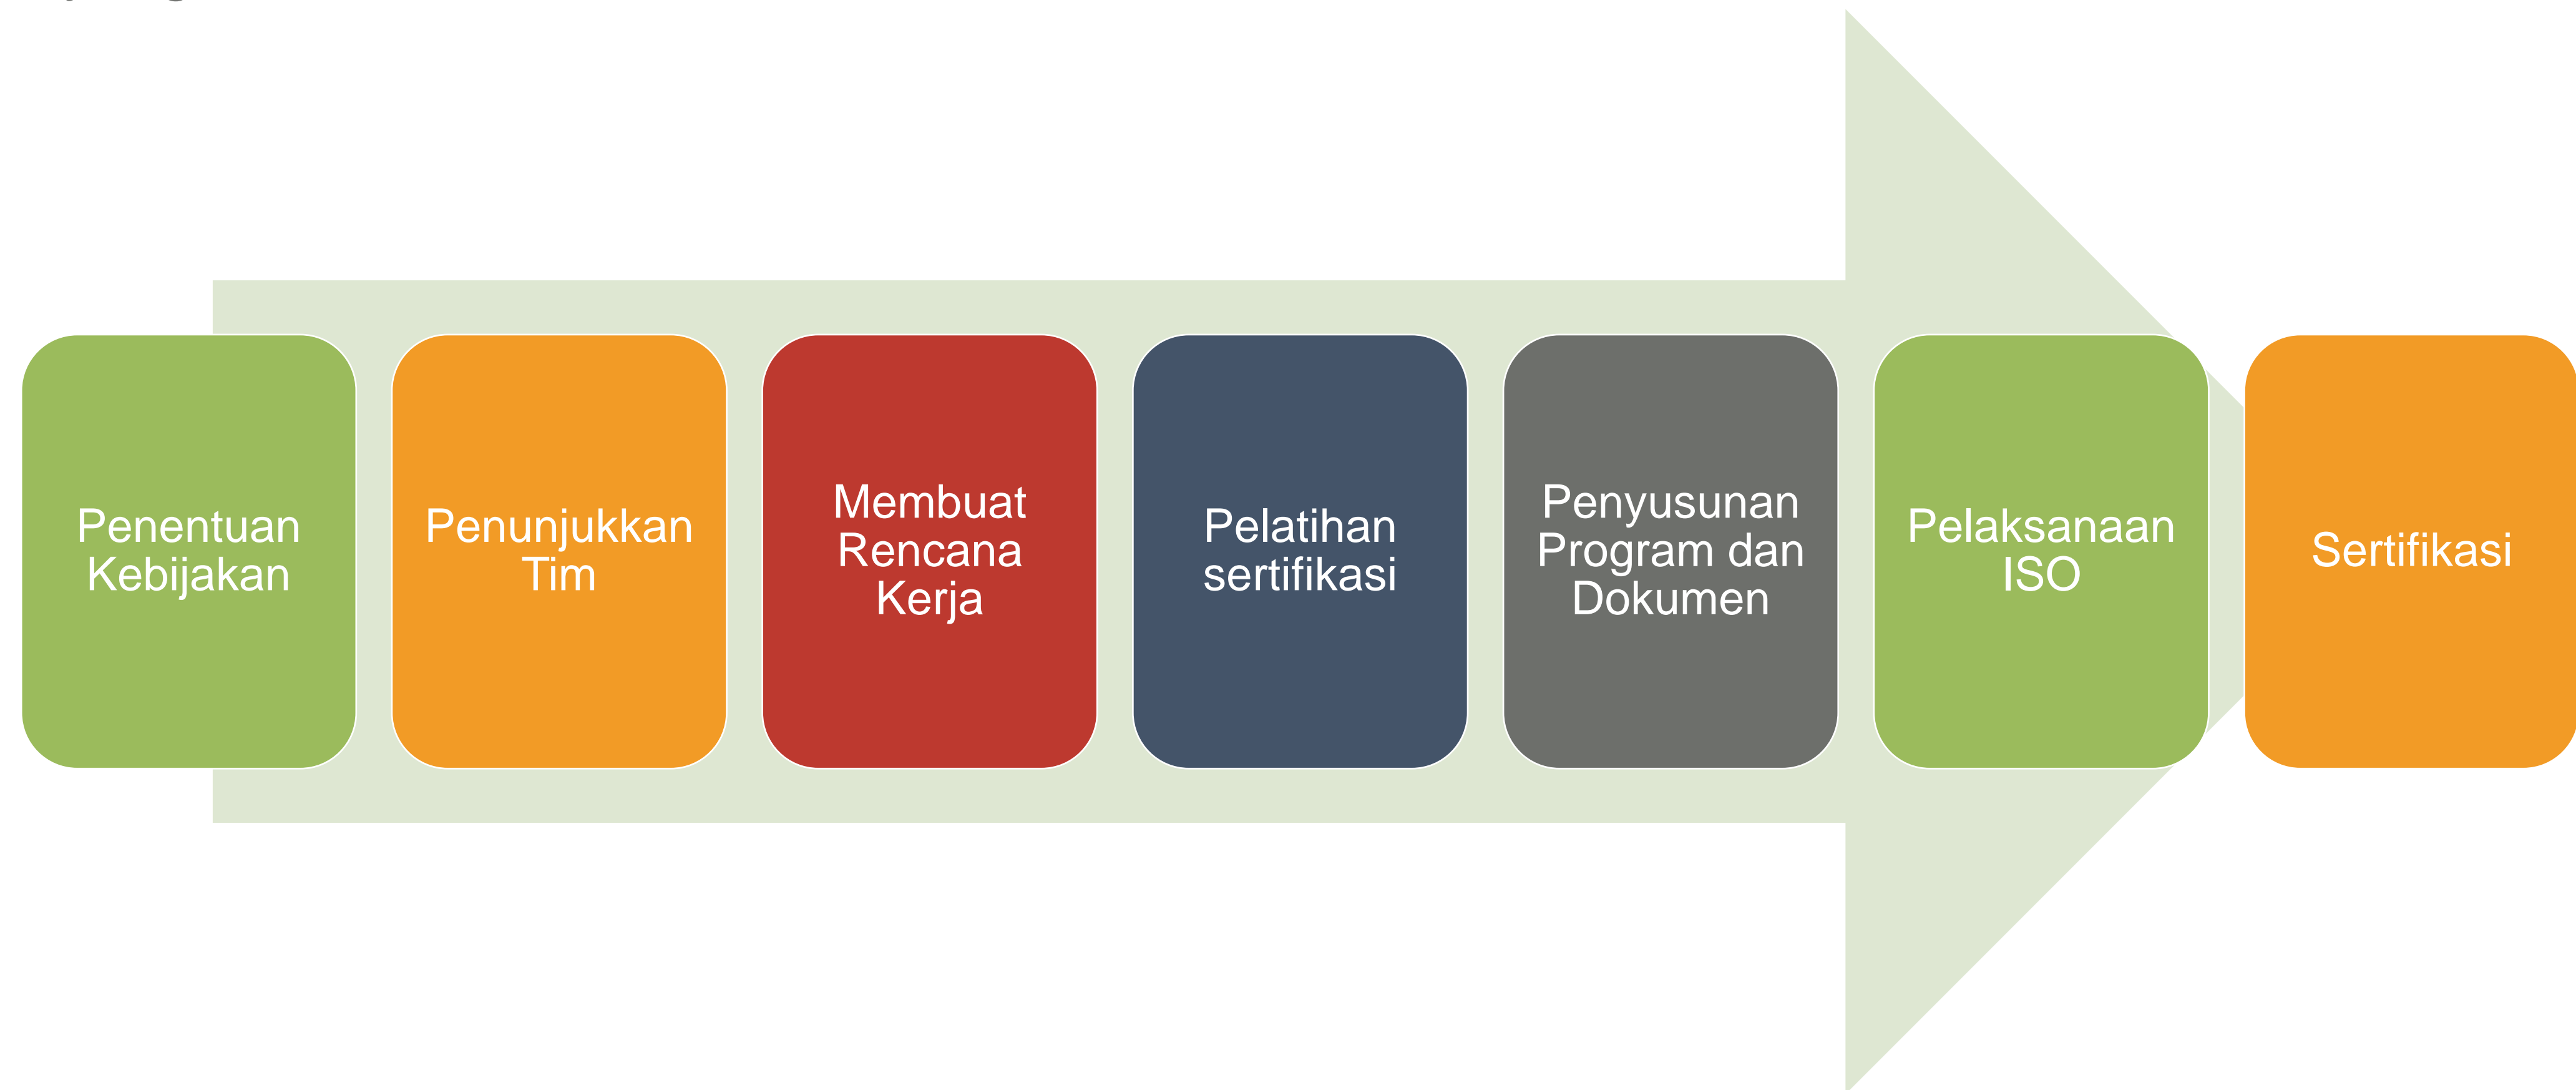 Penentuan
Kebijakan
Penunjukkan
Tim
Membuat
Rencana
Kerja
Pelatihan
sertifikasi
Penyusunan
Program dan
Dokumen
Pelaksanaan
ISO
Sertifikasi